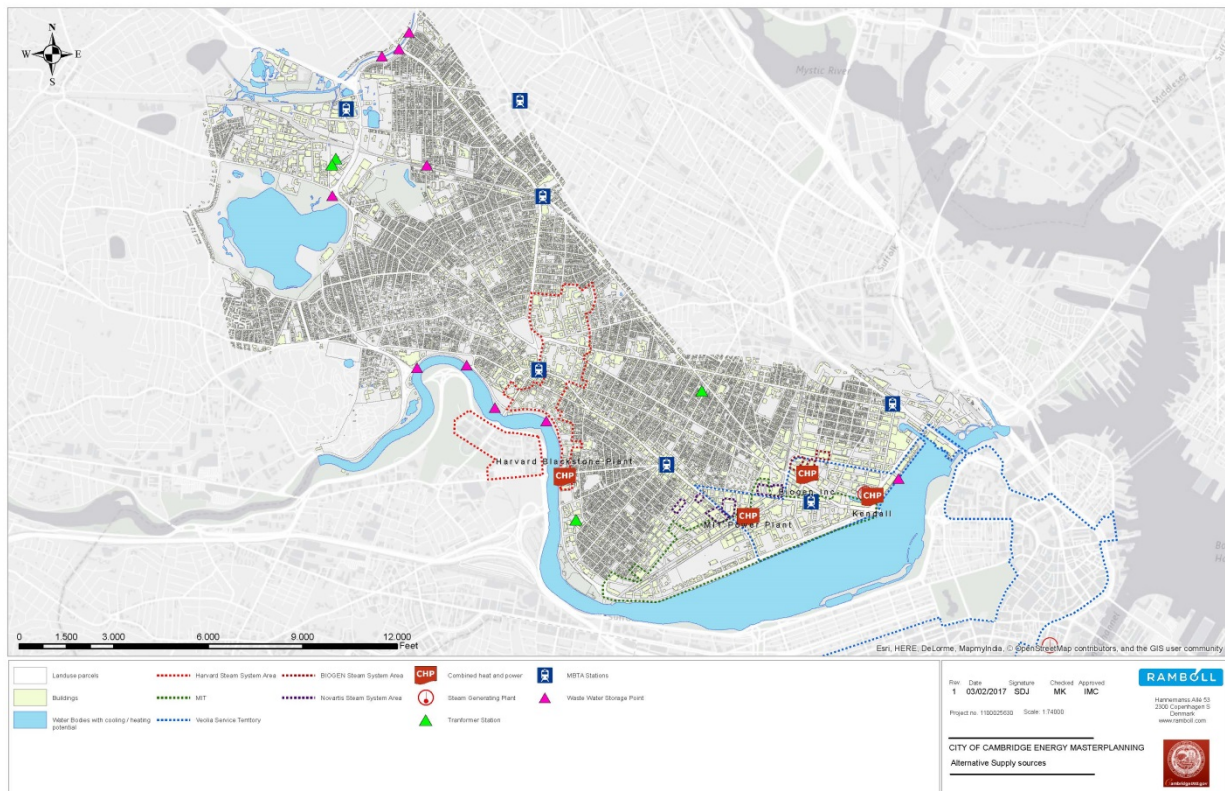 N
W E
S
Mystic River
Harvard Blackstone Plant
CHP
CHP
CHP
CHP
Biogen Inc
MIT Power Plant
Kendall
0 1.500 3.000 6.000 9.000 12.000
Feet
Esri, HERE, DeLorme, MapmyIndia, © OpenStreetMap contributors, and the GIS user community
Landuse parcels
Buildings
Water Bodies with cooling / heating
potential
Harvard Steam System Area
MIT
Veolia Service Territory
BIOGEN Steam System Area
Novartis Steam System Area
CHP Combined heat and power
Steam Generating Plant
Tranformer Station
MBTA Stations
Waste Water Storage Point
Rev. Date Signature Checked Approved
1 03/02/2017 SDJ MK IMC
Project no. 1100025630 Scale: 1:74000
RAMBOLL
Hannemanns Allé 53
2300 Copenhagen S
Denmark
www.ramboll.com
CITY OF CAMBRIDGE ENERGY MASTERPLANNING
Alternative Supply sources
CambridgeMA.gov